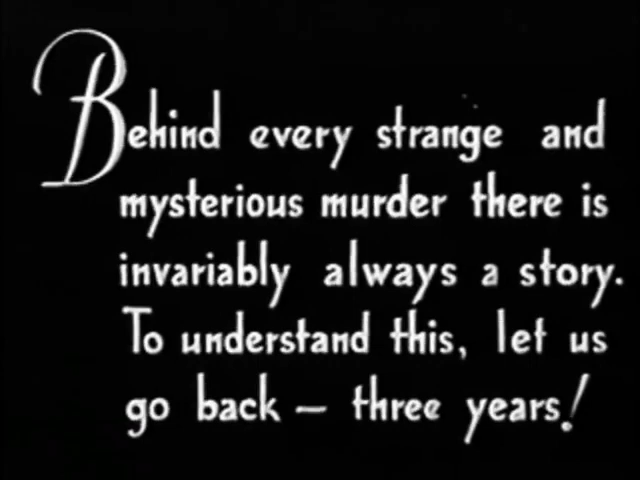 Behind every strange and
mysterious murder there is
invariably always a story.
To understand this, let us
go back — three years!